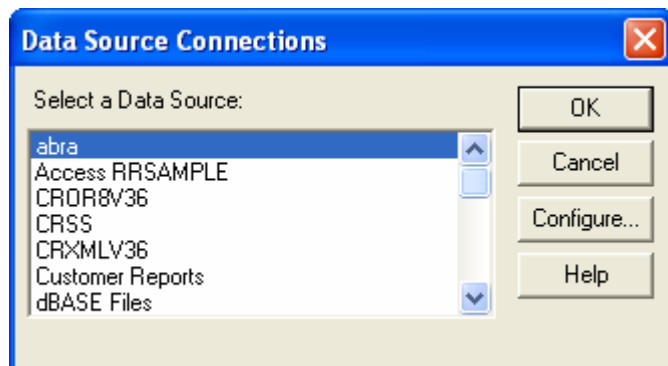 Data Source Connections
Select a Data Source:
abra
Access RRSAMPLE
CROR8V36
CRSS
CRXMLV36
Customer Reports
dBASE Files
OK
Cancel
Configure...
Help